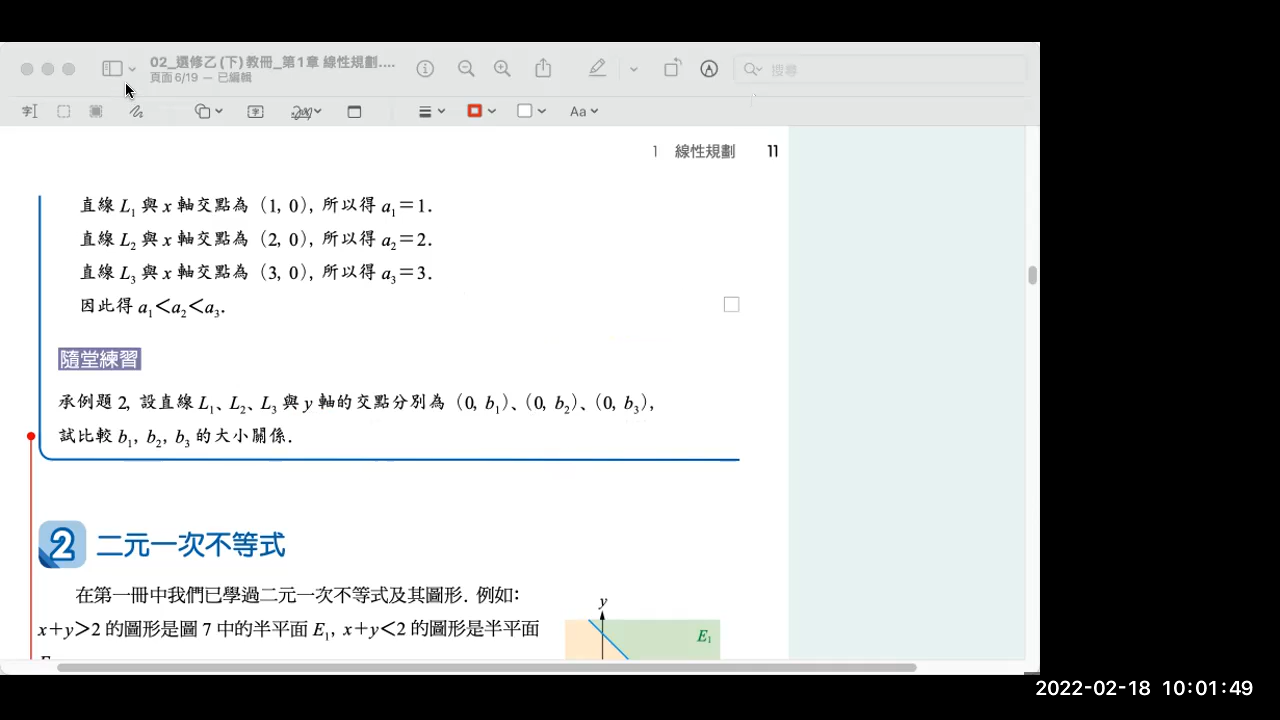 02_選修乙(下)教冊_第1章 線性規劃....
頁面 6/19 — 已編輯
搜尋
字
字
Aa
1 線性規劃 11
直線 L₁ 與 x 軸交點為 (1, 0), 所以得 a₁=1.
直線 L₂ 與 x 軸交點為 (2, 0), 所以得 a₂=2.
直線 L₃ 與 x 軸交點為 (3, 0), 所以得 a₃=3.
因此得 a₁<a₂<a₃.
隨堂練習
承例題 2, 設直線 L₁、L₂、L₃ 與 y 軸的交點分別為 (0, b₁)、(0, b₂)、(0, b₃),
試比較 b₁, b₂, b₃ 的大小關係.
2 二元一次不等式
在第一冊中我們已學過二元一次不等式及其圖形. 例如:
x+y>2 的圖形是圖 7 中的半平面 E₁, x+y<2 的圖形是半平面
y
E₁
2022-02-18 10:01:49